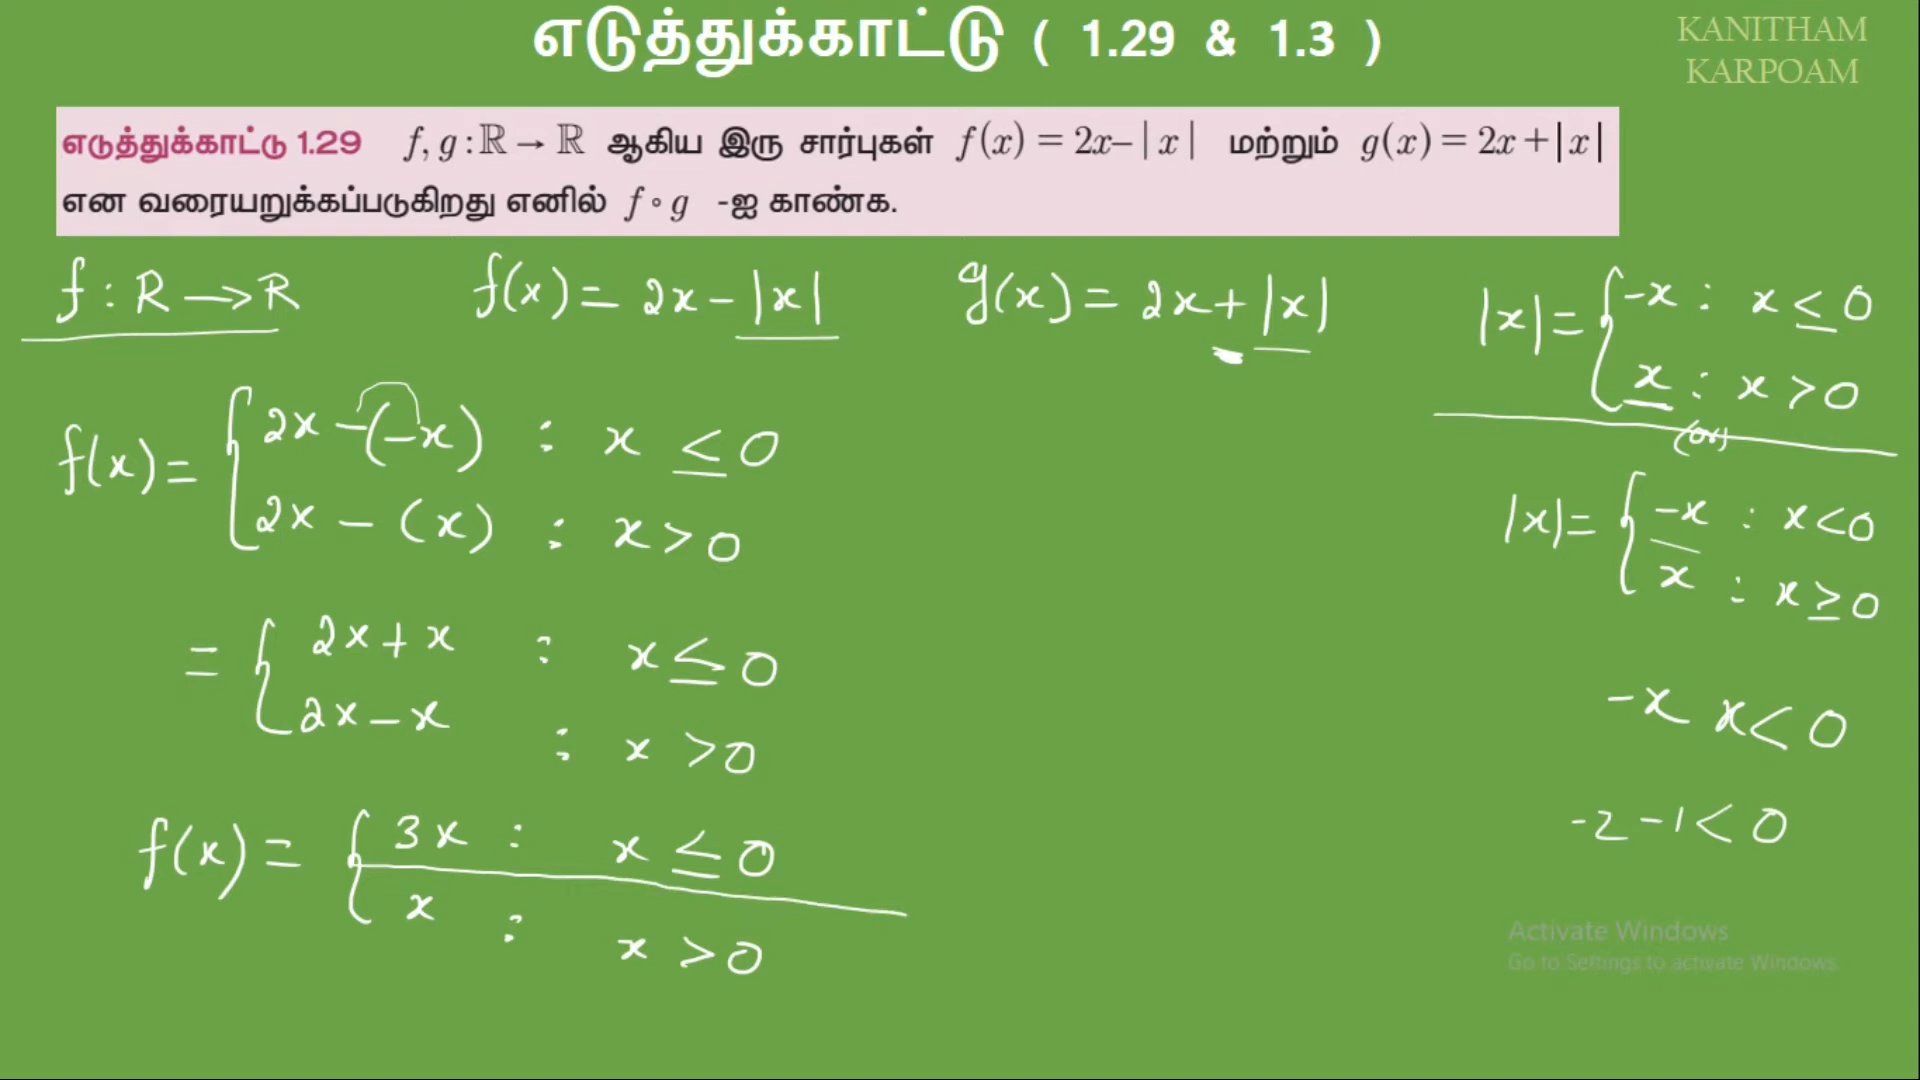 எடுத்துக்காட்டு ( 1.29 & 1.3 )
KANITHAM
KARPOAM
எடுத்துக்காட்டு 1.29 f, g : ℝ → ℝ ஆகிய இரு சார்புகள் f(x) = 2x–| x | மற்றும் g(x) = 2x+|x|
என வரையறுக்கப்படுகிறது எனில் f ∘ g -ஐ காண்க.
f : R → R f(x) = 2x - |x| g(x) = 2x + |x|
|x| = { -x : x ≤ 0
x : x > 0
(or)
|x| = { -x : x < 0
x : x ≥ 0
-x x < 0
-2 -1 < 0
f(x) = { 2x - (-x) : x ≤ 0
2x - (x) : x > 0
= { 2x + x : x ≤ 0
2x - x : x > 0
f(x) = { 3x : x ≤ 0
x : x > 0
Activate Windows
Go to Settings to activate Windows.